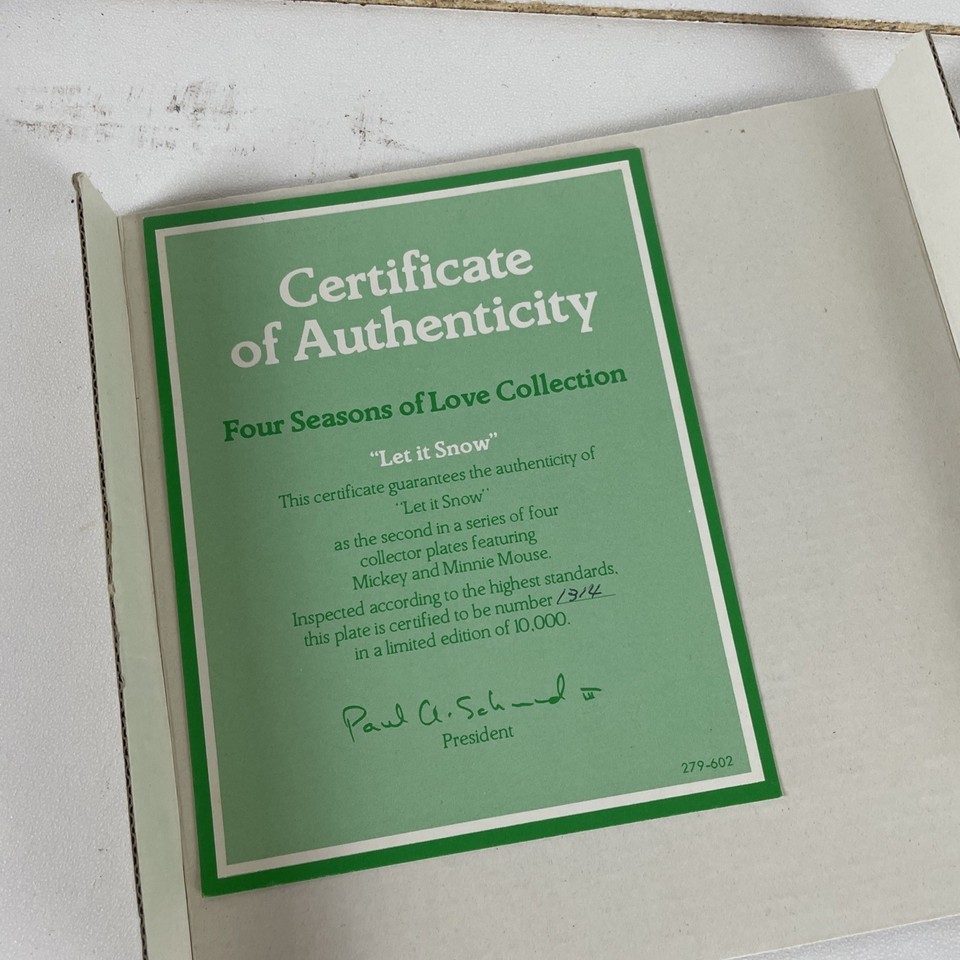 Certificate
of Authenticity
Four Seasons of Love Collection
“Let it Snow”
This certificate guarantees the authenticity of
“Let it Snow”
as the second in a series of four
collector plates featuring
Mickey and Minnie Mouse.
Inspected according to the highest standards,
this plate is certified to be number 1314
in a limited edition of 10,000.
Paul A. Schmid III
President
279-602